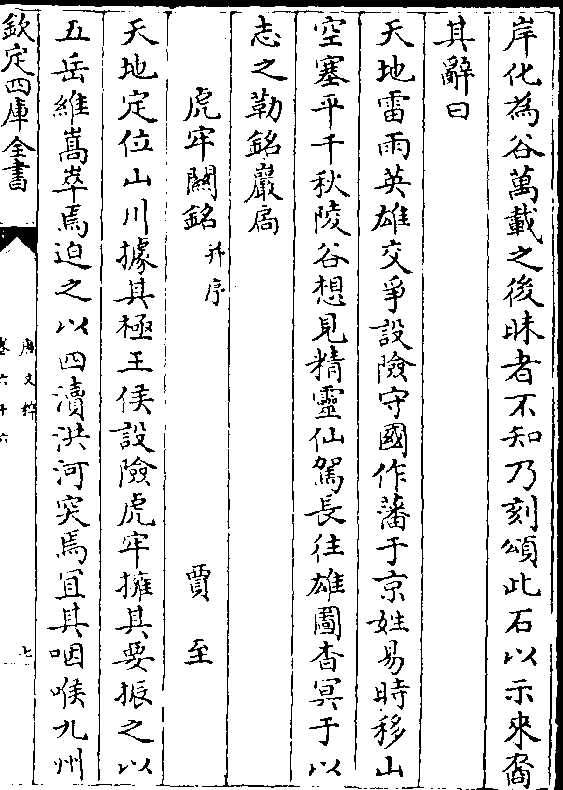 岸化為谷萬載之後昧者不知乃刻頌此石以示來裔
其辭曰
天地雷雨英雄交爭設險守國作藩于京姓易時移山
空塞平千秋陵谷想見精靈仙駕長往雄圖杳冥于以
志之勒銘巖扃
虎牢關銘并序 賈至
天地定位山川據其極王侯設險虎牢擁其要振之以
五岳維嵩萃焉迫之以四瀆洪河突焉宜其咽喉九州
欽定四庫全書
唐文粹
卷六十六
七